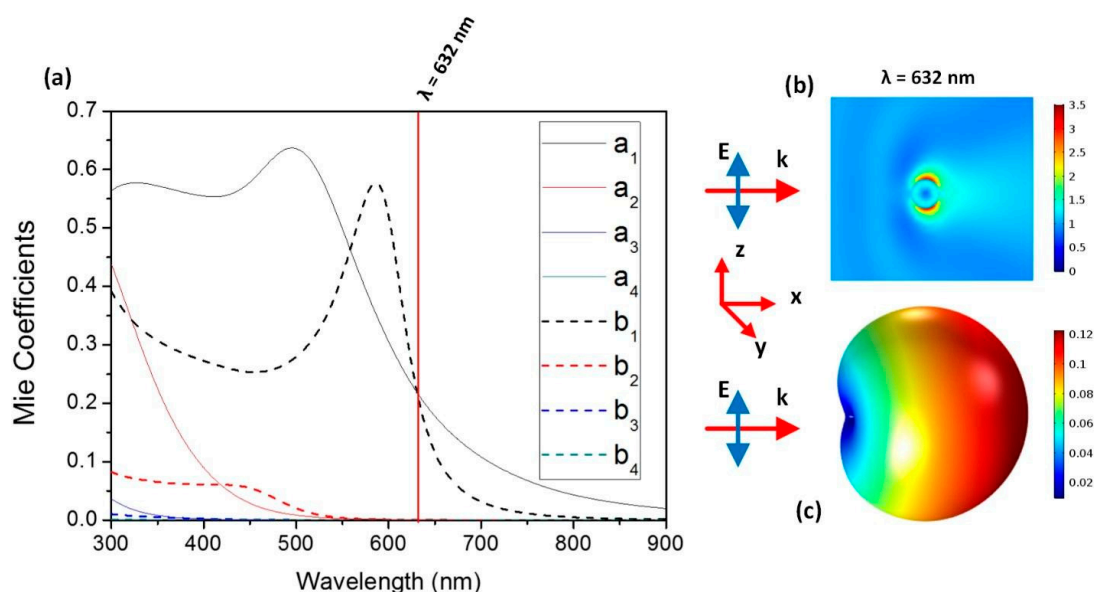 λ = 632 nm
(a)
0.7
0.6
0.5
0.4
0.3
0.2
0.1
0.0
Mie Coefficients
300
400
500
600
700
800
900
Wavelength (nm)
a1
a2
a3
a4
b1
b2
b3
b4
(b)
λ = 632 nm
E
k
3.5
3
2.5
2
1.5
1
0.5
0
z
x
y
E
k
0.12
0.1
0.08
0.06
0.04
0.02
(c)